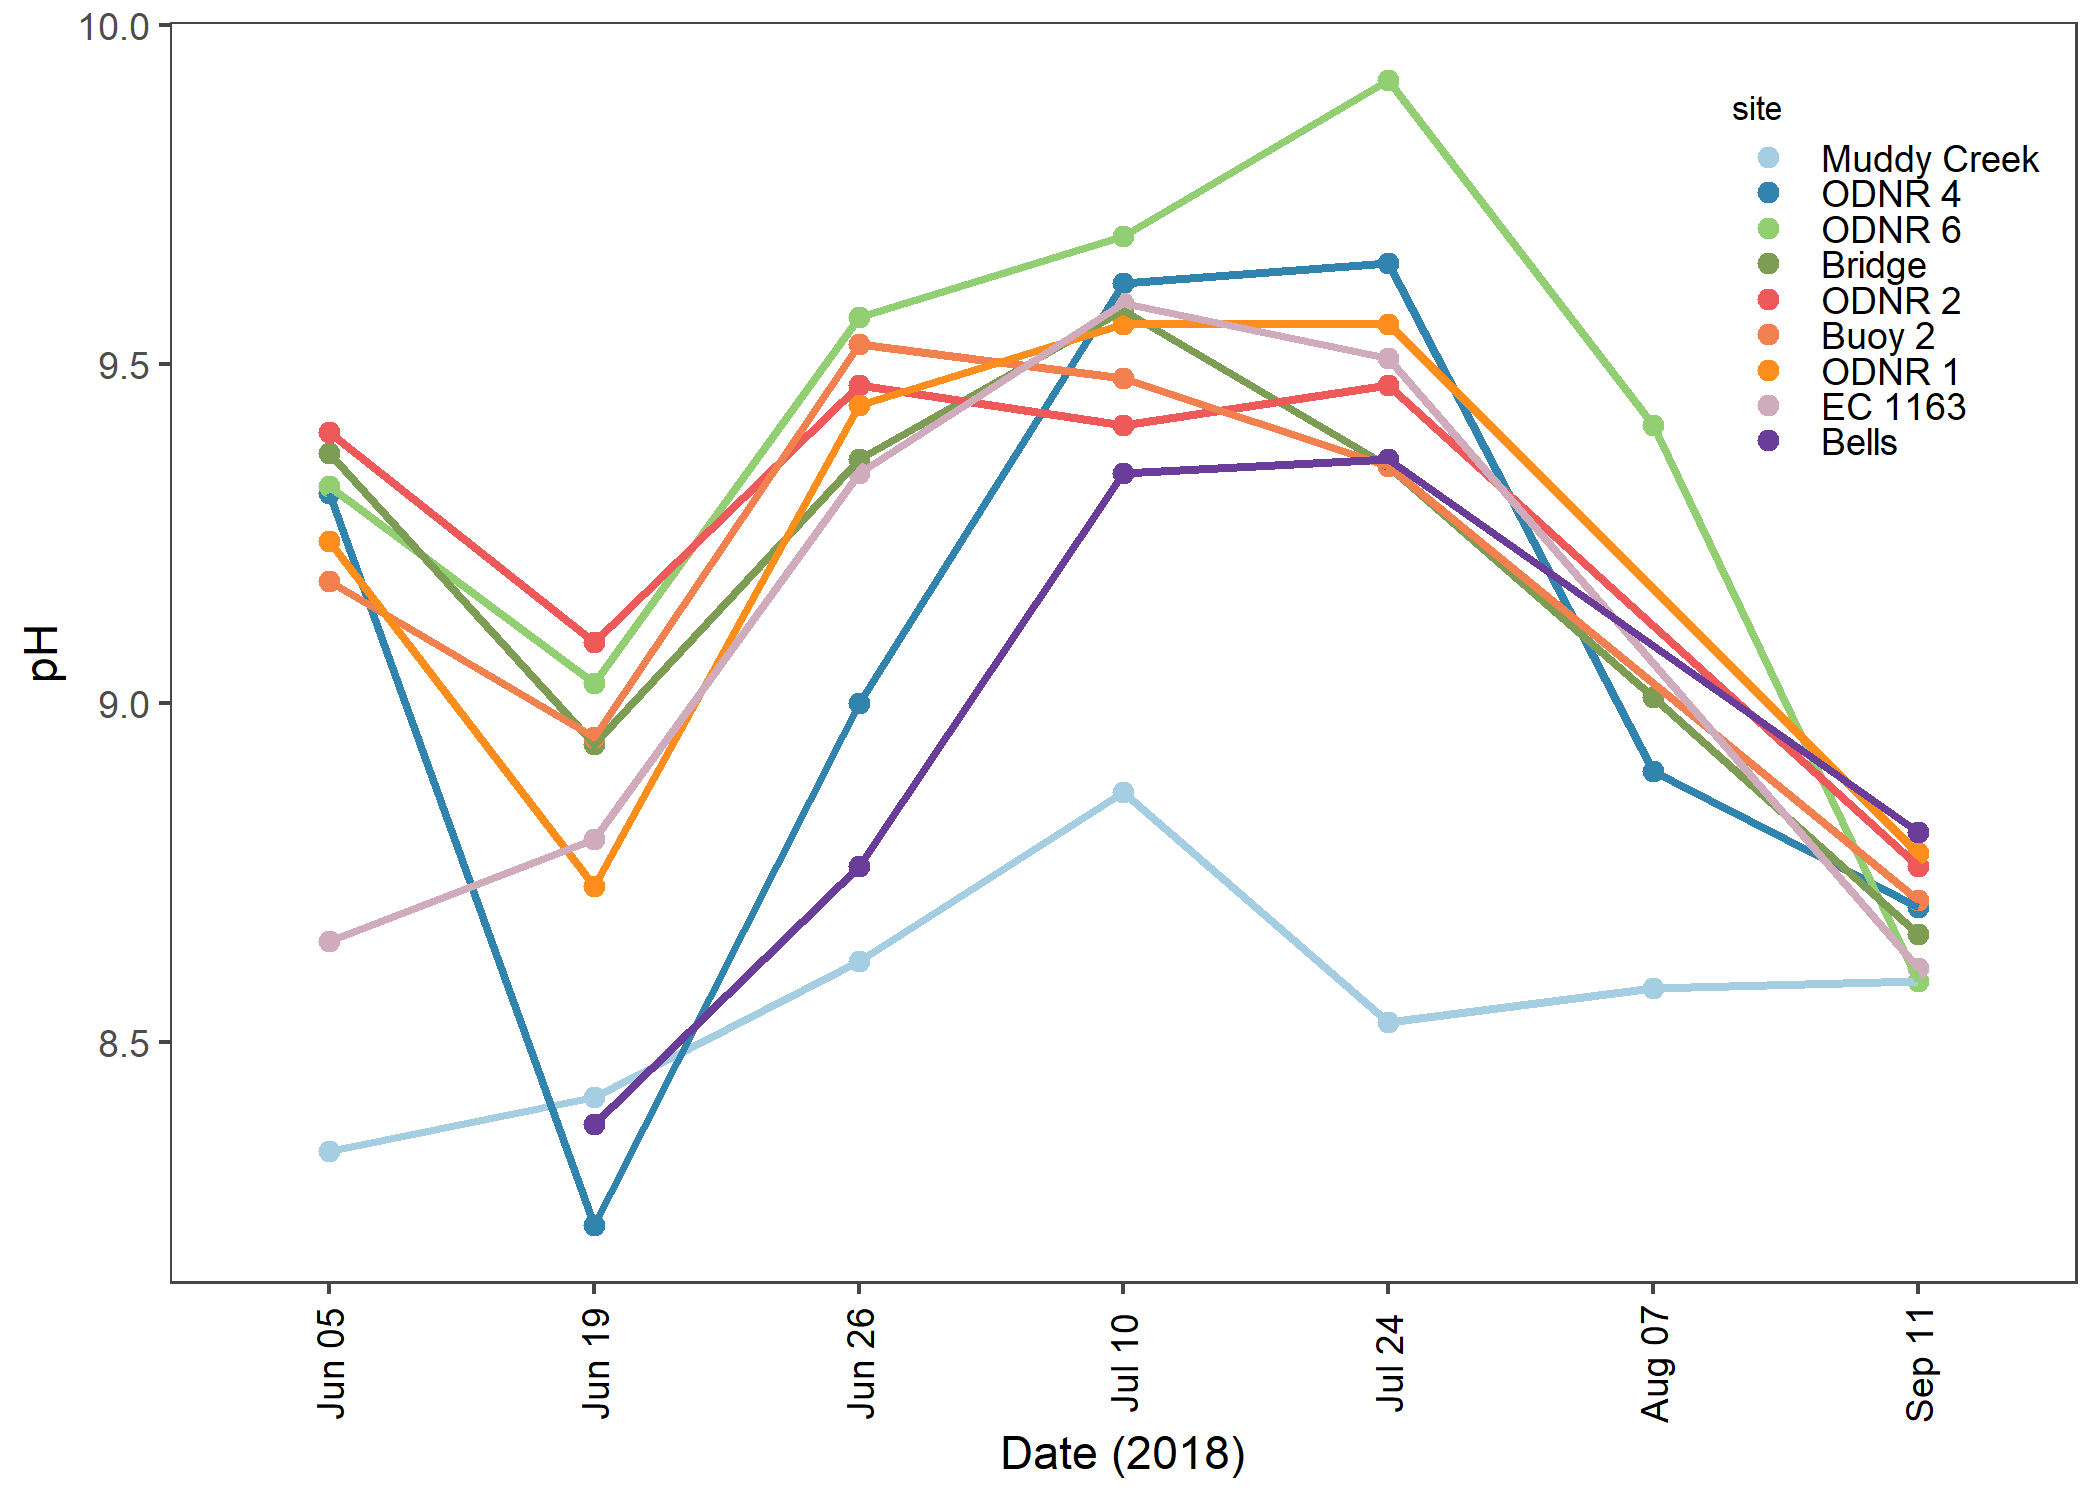 10.0
9.5
9.0
8.5
pH
site
Muddy Creek
ODNR 4
ODNR 6
Bridge
ODNR 2
Buoy 2
ODNR 1
EC 1163
Bells
Jun 05
Jun 19
Jun 26
Jul 10
Jul 24
Aug 07
Sep 11
Date (2018)